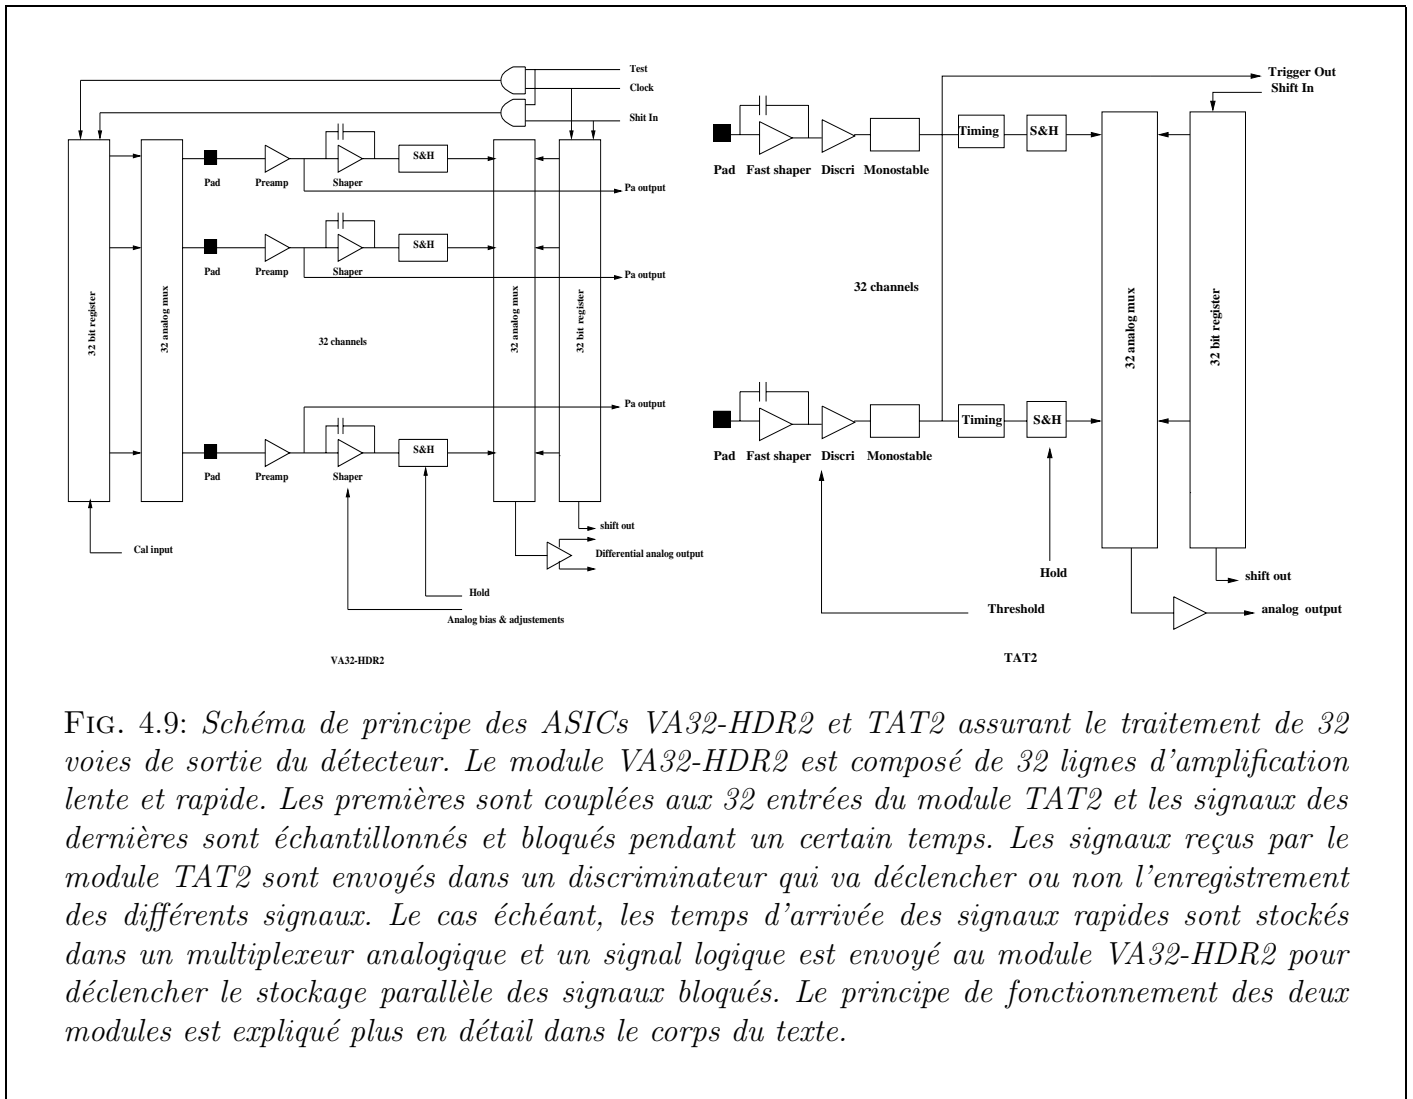 Test
Clock
Shit In
Pad
Preamp
Shaper
S&H
Pa output
Pad
Preamp
Shaper
S&H
Pa output
32 bit register
32 analog mux
32 channels
32 analog mux
32 bit register
Pa output
Pad
Preamp
Shaper
S&H
shift out
Cal input
Differential analog output
Hold
Analog bias & adjustements
VA32-HDR2
Trigger Out
Shift In
Timing
S&H
Pad
Fast shaper
Discri
Monostable
32 channels
32 analog mux
32 bit register
Timing
S&H
Pad
Fast shaper
Discri
Monostable
Hold
shift out
Threshold
analog output
TAT2
FIG. 4.9: Schéma de principe des ASICs VA32-HDR2 et TAT2 assurant le traitement de 32
voies de sortie du détecteur. Le module VA32-HDR2 est composé de 32 lignes d'amplification
lente et rapide. Les premières sont couplées aux 32 entrées du module TAT2 et les signaux des
dernières sont échantillonnés et bloqués pendant un certain temps. Les signaux reçus par le
module TAT2 sont envoyés dans un discriminateur qui va déclencher ou non l'enregistrement
des différents signaux. Le cas échéant, les temps d'arrivée des signaux rapides sont stockés
dans un multiplexeur analogique et un signal logique est envoyé au module VA32-HDR2 pour
déclencher le stockage parallèle des signaux bloqués. Le principe de fonctionnement des deux
modules est expliqué plus en détail dans le corps du texte.